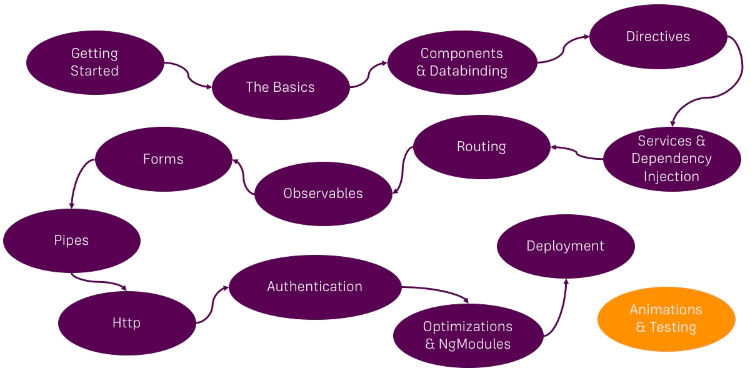 Getting
Started
The Basics
Components
& Databinding
Directives
Services &
Dependency
Injection
Routing
Observables
Forms
Pipes
Http
Authentication
Optimizations
& NgModules
Deployment
Animations
& Testing